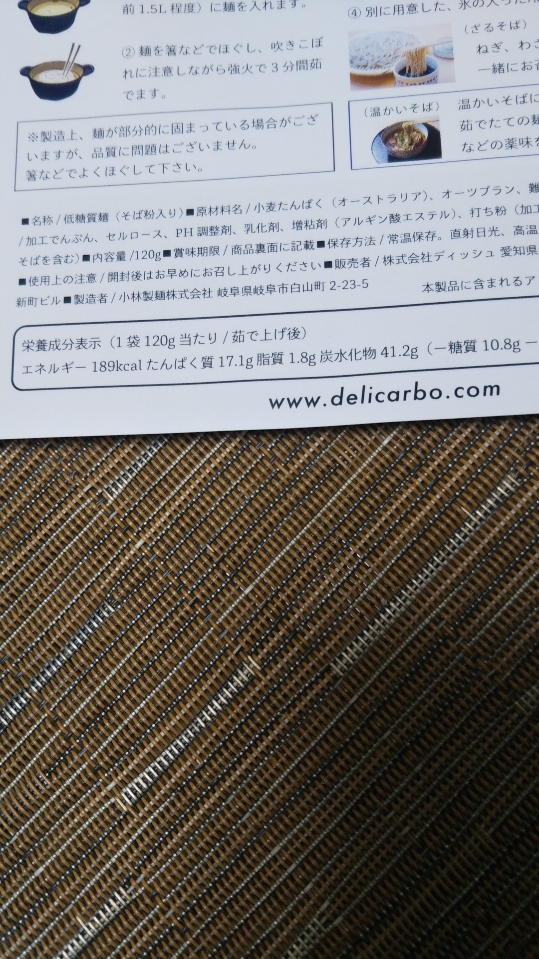 前 1.5L 程度）に麺を入れます。
② 麺を箸などでほぐし、吹きこぼ
れに注意しながら強火で 3 分間茹
でます。
※製造上、麺が部分的に固まっている場合がござ
いますが、品質に問題はございません。
箸などでよくほぐして下さい。
④ 別に用意した、氷の入った
（ざるそば）
ねぎ、わさ
一緒にお
（温かいそば）
温かいそばに
茹でたての麺
などの薬味を
■名称 / 低糖質麺（そば粉入り）■原材料名 / 小麦たんぱく（オーストラリア）、オーツブラン、難
/ 加工でんぷん、セルロース、PH 調整剤、乳化剤、増粘剤（アルギン酸エステル）、打ち粉（加工
そばを含む）■内容量 /120g■賞味期限 / 商品裏面に記載■保存方法 / 常温保存。直射日光、高温
■使用上の注意 / 開封後はお早めにお召し上がりください■販売者 / 株式会社ディッシュ 愛知県
新町ビル■製造者 / 小林製麺株式会社 岐阜県岐阜市白山町 2-23-5
本製品に含まれるア
栄養成分表示（1 袋 120g 当たり / 茹で上げ後）
エネルギー 189kcal たんぱく質 17.1g 脂質 1.8g 炭水化物 41.2g（ー糖質 10.8g ー
www.delicarbo.com